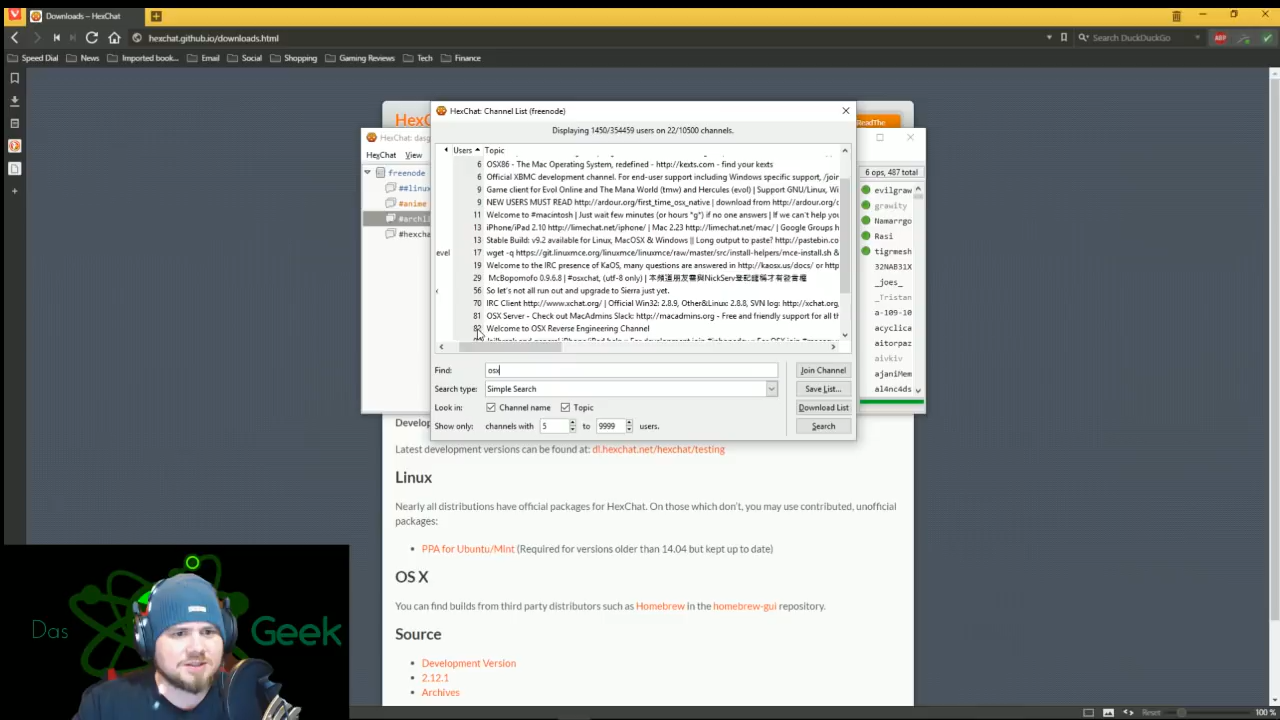 Downloads – HexChat
hexchat.github.io/downloads.html
Search DuckDuckGo
ABP
Speed Dial
News
Imported book...
Email
Social
Shopping
Gaming Reviews
Tech
Finance
HexC
ReadThe
HexChat: Channel List (freenode)
Displaying 1450/354459 users on 22/10500 channels.
HexChat: dasg
HexChat View
6 ops, 487 total
freenode
##linux
#anime
#archli
#hexcha
Users Topic
6 OSX86 - The Mac Operating System, redefined - http://kexts.com - find your kexts
6 Official XBMC development channel. For end-user support including Windows specific support, /join
9 Game client for Evol Online and The Mana World (tmw) and Hercules (evol) | Support GNU/Linux, Wi
9 NEW USERS MUST READ http://ardour.org/first_time_osx_native | download from http://ardour.org/c
11 Welcome to #macintosh | Just wait few minutes (or hours *g*) if no one answers | If we can't help you
13 iPhone/iPad 2.10 http://limechat.net/iphone/ | Mac 2.23 http://limechat.net/mac/ | Google Groups h
13 Stable Build: v9.2 available for Linux, MacOSX & Windows || Long output to paste? http://pastebin.co
evel 17 wget -q https://git.linuxmce.org/linuxmce/linuxmce/raw/master/src/install-helpers/mce-install.sh &
19 Welcome to the IRC presence of KaOS, many questions are answered in http://kaosx.us/docs/ or http
29 McBopomofo 0.9.6.8 | #osxchat, (utf-8 only) |
56 So let's not all run out and upgrade to Sierra just yet.
70 IRC Client http://www.xchat.org/ | Official Win32: 2.8.9, Other&Linux: 2.8.8, SVN log: http://xchat.org
81 OSX Server - Check out MacAdmins Slack: http://macadmins.org - Free and friendly support for all th
Welcome to OSX Reverse Engineering Channel
evilgraw
gravity
Namarrgo
Rasi
tigrmesh
32NAB31X
_joes_
_Tristan
a-109-10
acyclica
aitorpaz
aivkiv
ajaniMem
al4nc4ds
Find: osx Join Channel
Search type: Simple Search Save List...
Look in: Channel name Topic Download List
Show only: channels with 5 to 9999 users. Search
Develop
Latest development versions can be found at: dl.hexchat.net/hexchat/testing
Linux
Nearly all distributions have official packages for HexChat. On those which don't, you may use contributed, unofficial
packages:
PPA for Ubuntu/Mint (Required for versions older than 14.04 but kept up to date)
OS X
You can find builds from third party distributors such as Homebrew in the homebrew-gui repository.
Source
Development Version
2.12.1
Archives
Das Geek
Reset 100 %